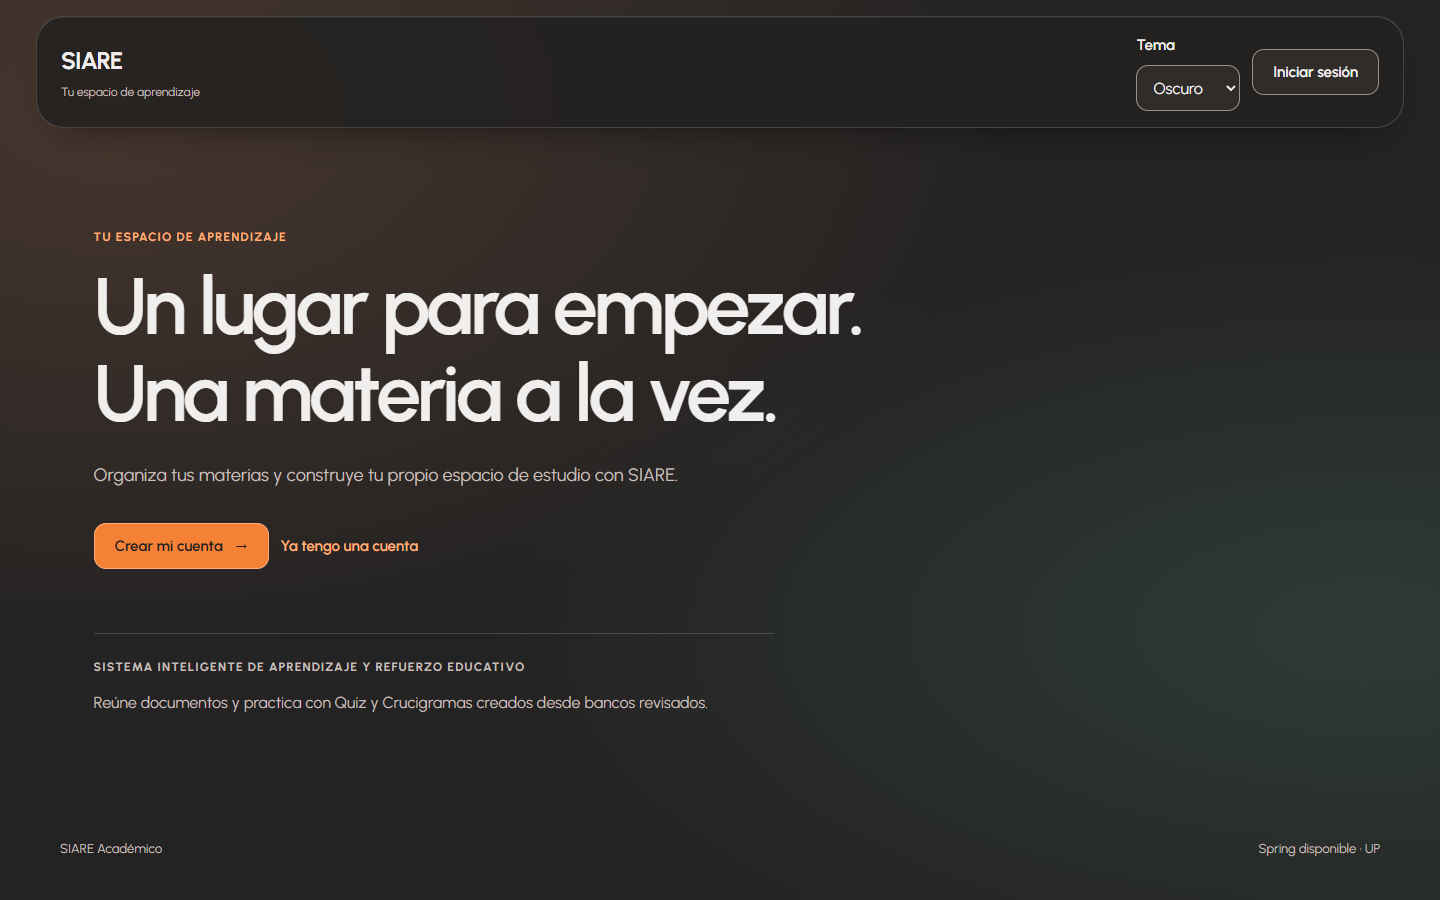 SIARE
Tu espacio de aprendizaje
Tema
Oscuro
Iniciar sesión
TU ESPACIO DE APRENDIZAJE
Un lugar para empezar.
Una materia a la vez.
Organiza tus materias y construye tu propio espacio de estudio con SIARE.
Crear mi cuenta →
Ya tengo una cuenta
SISTEMA INTELIGENTE DE APRENDIZAJE Y REFUERZO EDUCATIVO
Reúne documentos y practica con Quiz y Crucigramas creados desde bancos revisados.
SIARE Académico
Spring disponible · UP